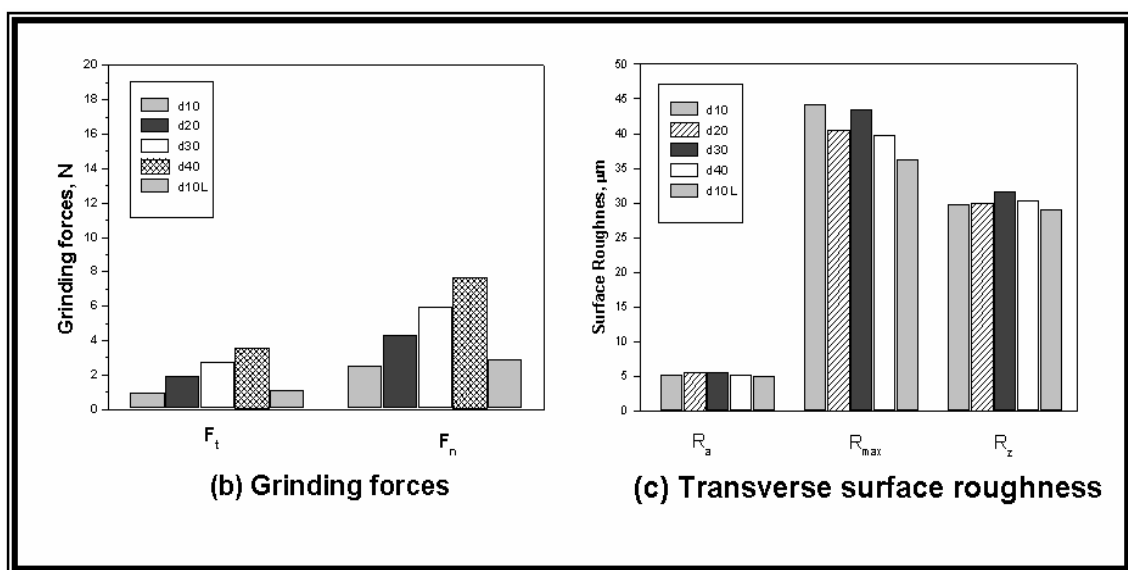 Grinding forces, N
20
18
16
14
12
10
8
6
4
2
0
d10
d20
d30
d40
d10L
Ft
Fn
(b) Grinding forces
Surface Roughnes, µm
50
45
40
35
30
25
20
15
10
5
0
d10
d20
d30
d40
d10L
Ra
Rmax
Rz
(c) Transverse surface roughness